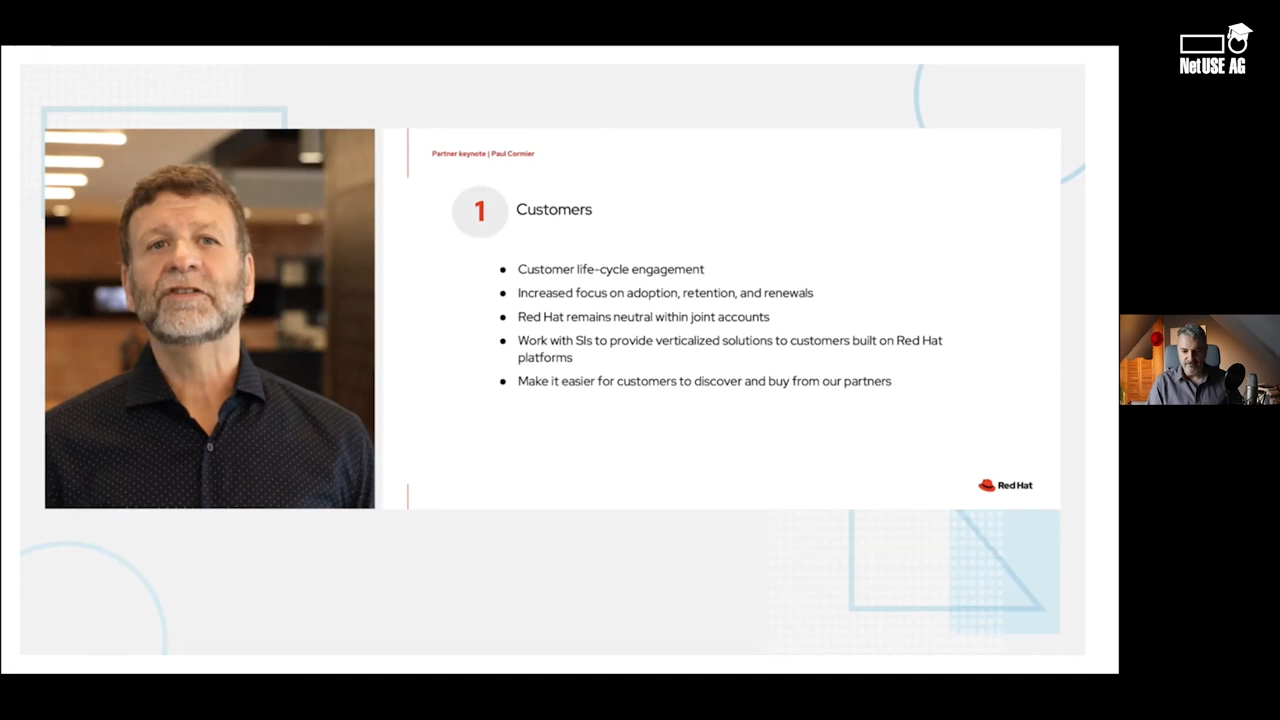 NetUSE AG
Partner keynote | Paul Cormier
1 Customers
● Customer life-cycle engagement
● Increased focus on adoption, retention, and renewals
● Red Hat remains neutral within joint accounts
● Work with SIs to provide verticalized solutions to customers built on Red Hat
platforms
● Make it easier for customers to discover and buy from our partners
Red Hat